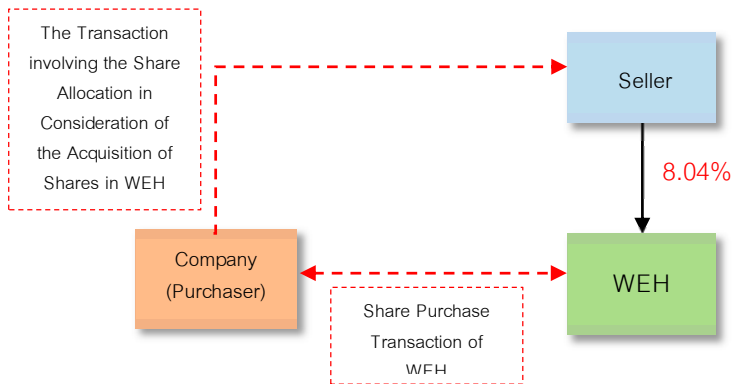 The Transaction
involving the Share
Allocation in
Consideration of
the Acquisition of
Shares in WEH
Seller
8.04%
Company
(Purchaser)
WEH
Share Purchase
Transaction of
WEH